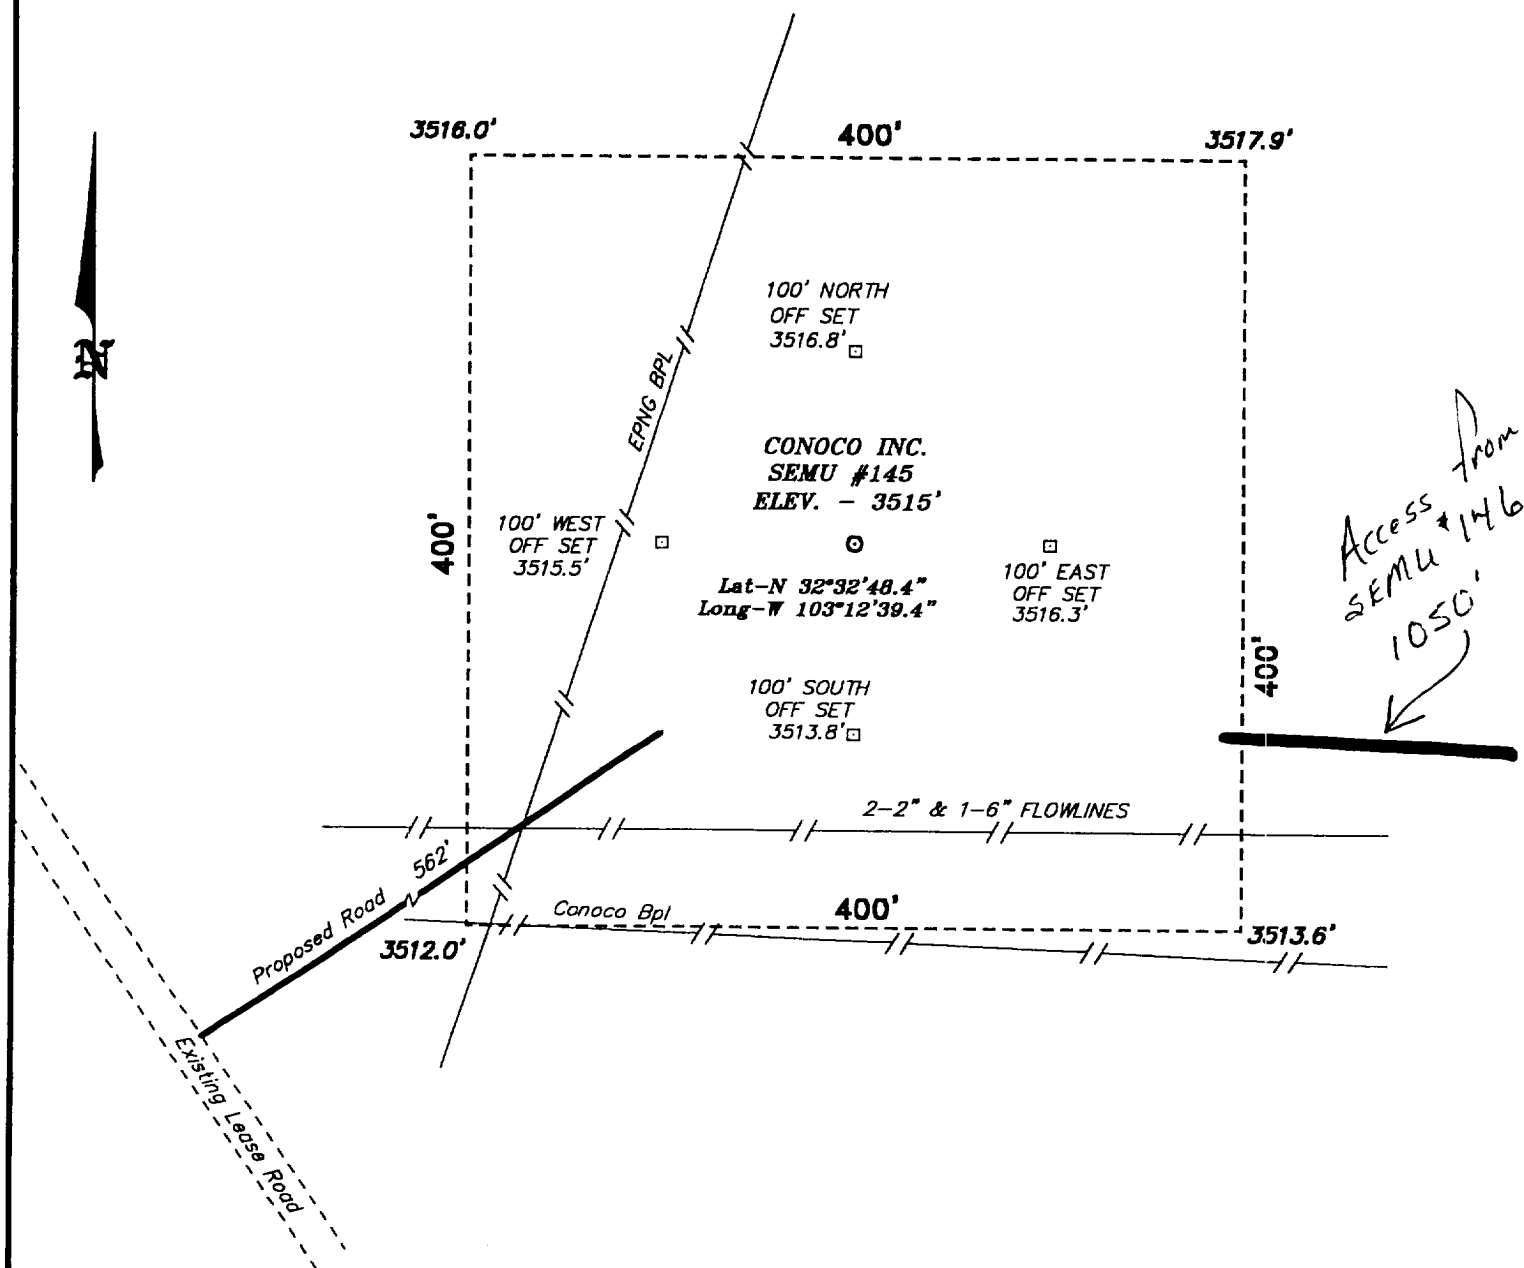 3516.0'
400'
3517.9'
N
100' NORTH
OFF SET
3516.8'
EPNG BPL
CONOCO INC.
SEMU #145
ELEV. - 3515'
400'
100' WEST
OFF SET
3515.5'
100' EAST
OFF SET
3516.3'
Lat-N 32°32'48.4"
Long-W 103°12'39.4"
Access from
SEMU #146
1050'
400'
100' SOUTH
OFF SET
3513.8'
2-2" & 1-6" FLOWLINES
562'
Proposed Road
Conoco Bpl
400'
3512.0'
3513.6'
Existing Lease Road